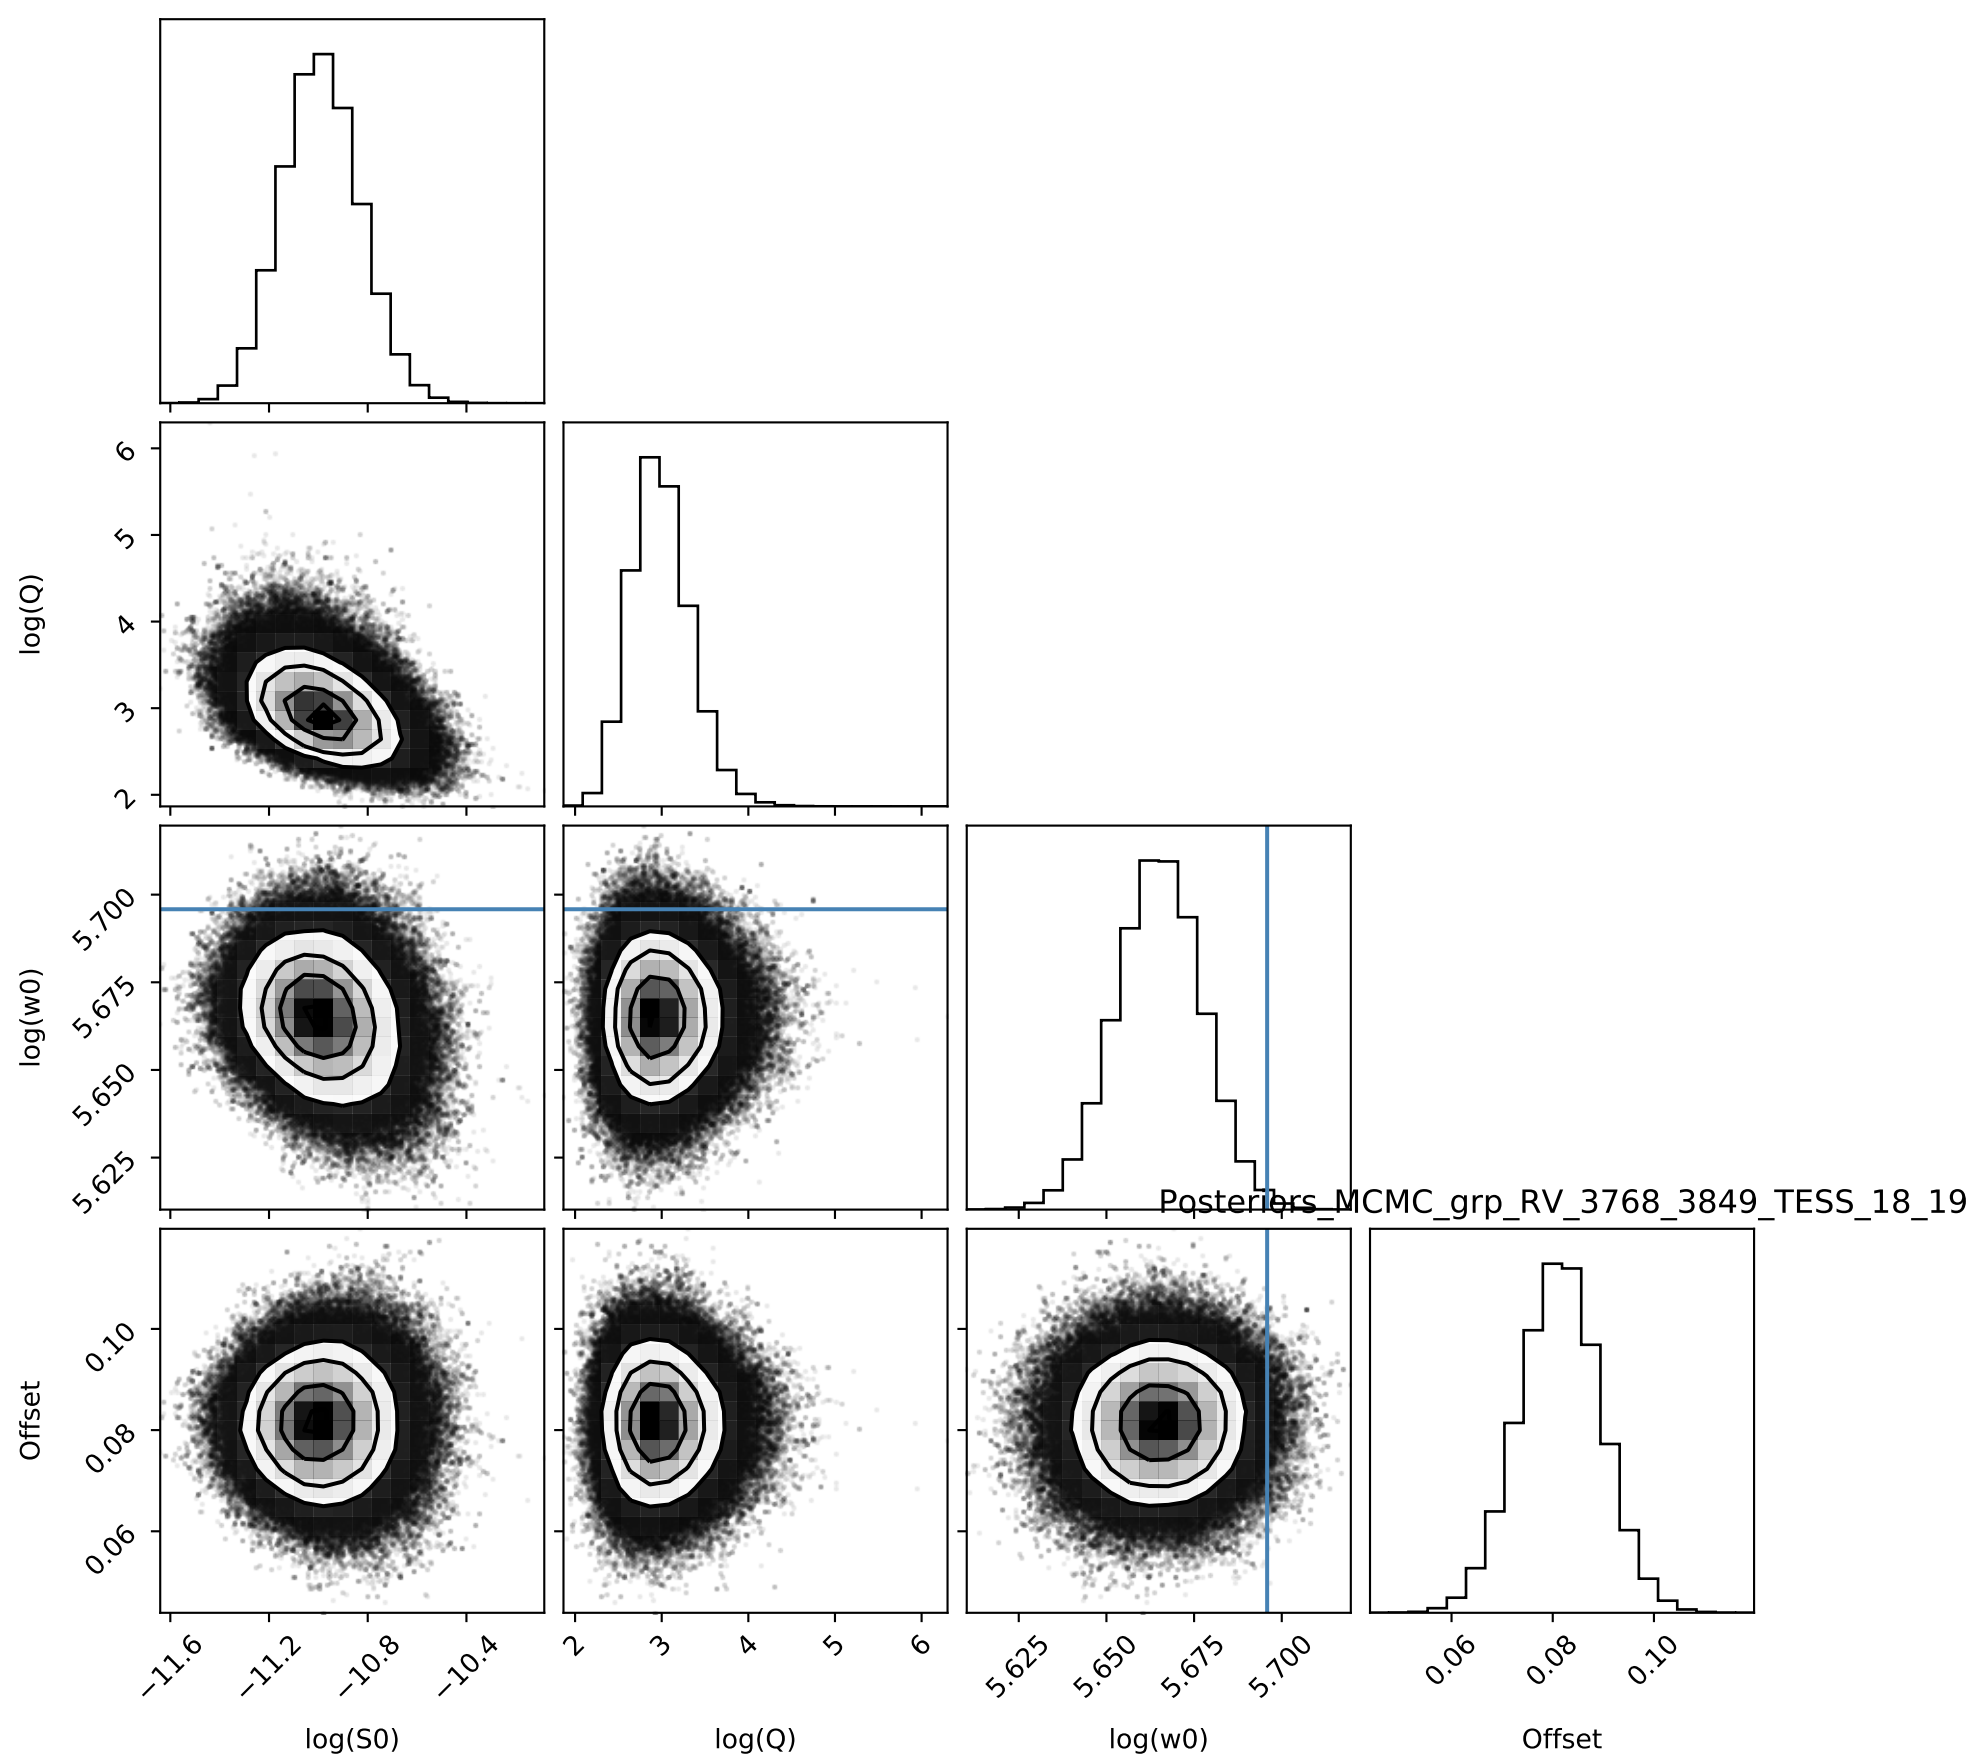 6
5
4
3
2
log(Q)
5.700
5.675
5.650
5.625
log(w0)
Posteriors_MCMC_grp_RV_3768_3849_TESS_18_19
0.10
0.08
0.06
Offset
−11.6 −11.2 −10.8 −10.4 2 3 4 5 6 5.625 5.650 5.675 5.700 0.06 0.08 0.10
log(S0) log(Q) log(w0) Offset